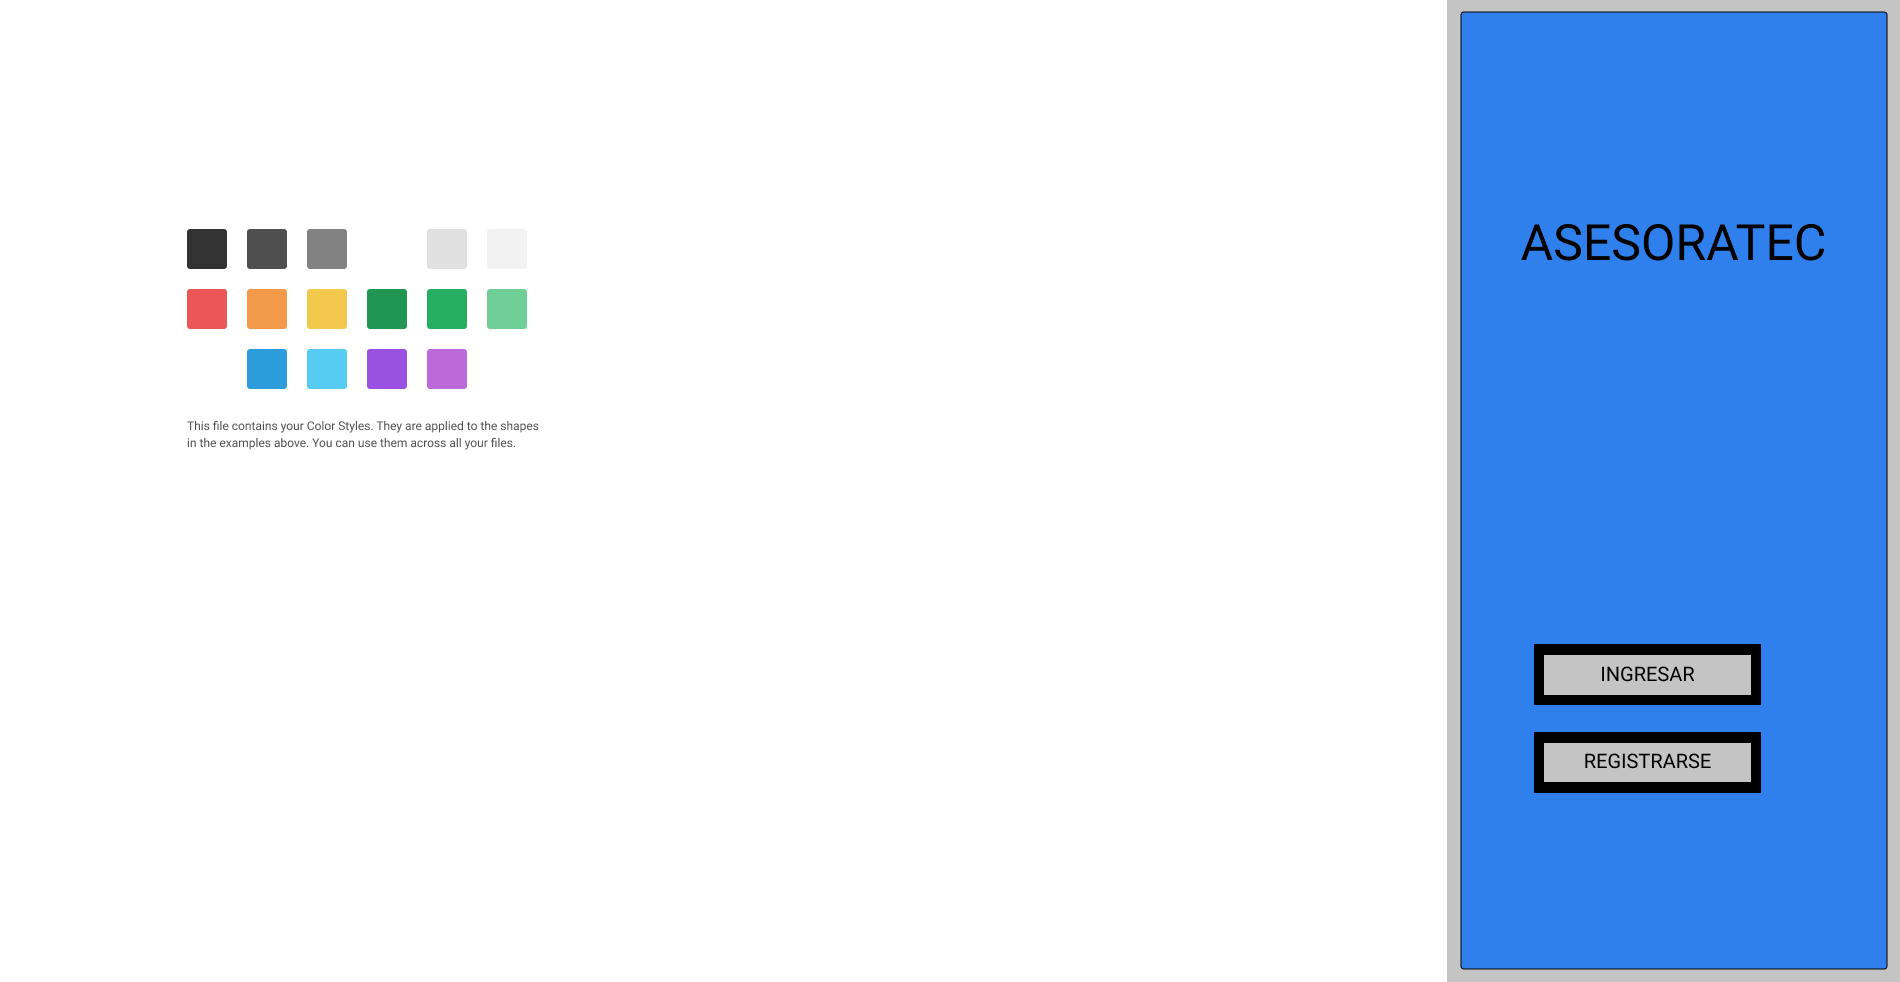 This file contains your Color Styles. They are applied to the shapes
in the examples above. You can use them across all your files.
ASESORATEC
INGRESAR
REGISTRARSE